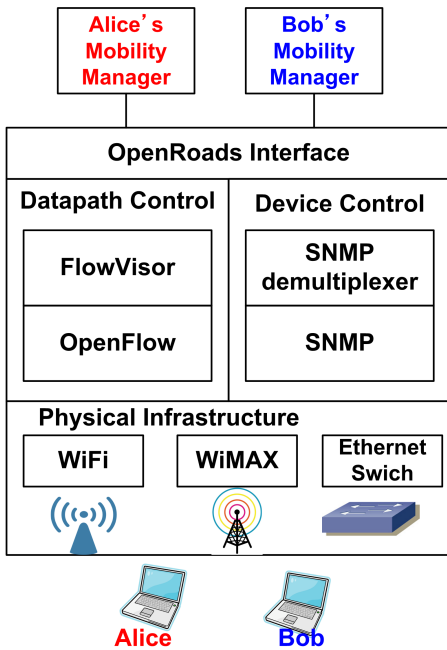 Alice’s
Mobility
Manager
Bob’s
Mobility
Manager
OpenRoads Interface
Datapath Control
FlowVisor
OpenFlow
Device Control
SNMP
demultiplexer
SNMP
Physical Infrastructure
WiFi
WiMAX
Ethernet
Swich
Alice
Bob